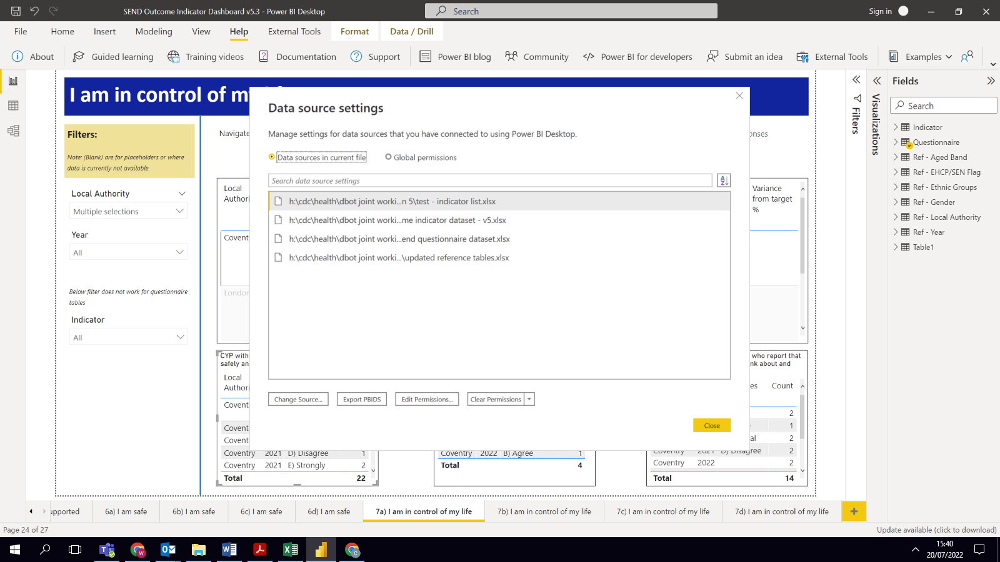 SEND Outcome Indicator Dashboard v5.3 - Power BI Desktop
Search
Sign in
File Home Insert Modeling View Help External Tools Format Data / Drill
About Guided learning Training videos Documentation Support Power BI blog Community Power BI for developers Submit an idea External Tools Examples
I am in control of my
Filters:
Note: (Blank) are for placeholders or where
data is currently not available
Local Authority
Multiple selections
Year
All
Below filter does not work for questionnaire
tables
Indicator
All
Navigate
onses
Local
Authori
Covent
London
Variance
from target
%
Data source settings
Manage settings for data sources that you have connected to using Power BI Desktop.
Data sources in current file Global permissions
Search data source settings
h:\cdc\health\dbot joint worki...n 5\test - indicator list.xlsx
h:\cdc\health\dbot joint worki...me indicator dataset - v5.xlsx
h:\cdc\health\dbot joint worki...end questionnaire dataset.xlsx
h:\cdc\health\dbot joint worki...\updated reference tables.xlsx
Change Source... Export PBIDS Edit Permissions... Clear Permissions
Close
CYP with
safely an
Local
Authori
Covent
Covent
Covent
Coventry 2021 D) Disagree 1
Coventry 2021 E) Strongly 2
Total 22
Coventry 2022 B) Agree 1
Total 4
who report that
nk about and
es Count
2
1
al 2
Coventry 2021 D) Disagree 2
Coventry 2022 2
Total 14
Filters
Visualizations
Fields
Search
Indicator
Questionnaire
Ref - Aged Band
Ref - EHCP/SEN Flag
Ref - Ethnic Groups
Ref - Gender
Ref - Local Authority
Ref - Year
Table1
upported 6a) I am safe 6b) I am safe 6c) I am safe 6d) I am safe 7a) I am in control of my life 7b) I am in control of my life 7c) I am in control of my life 7d) I am in control of my life
Page 24 of 27
Update available (click to download)
15:40
20/07/2022